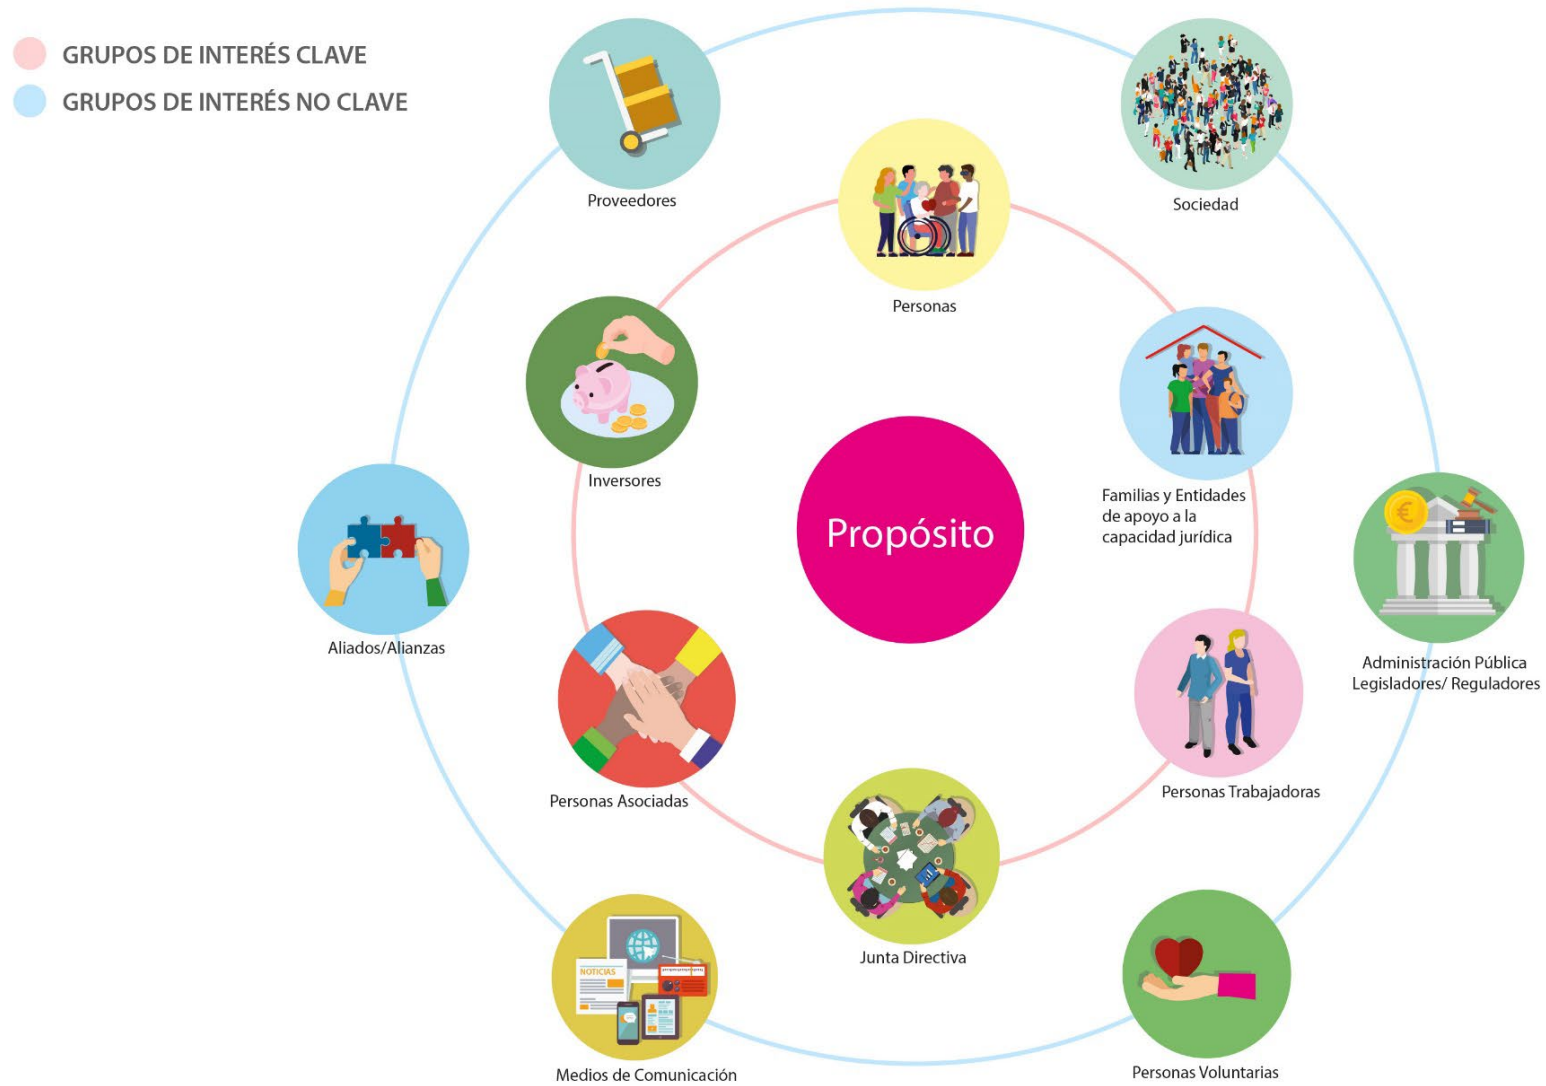 GRUPOS DE INTERÉS CLAVE
GRUPOS DE INTERÉS NO CLAVE
Proveedores
Sociedad
Personas
Inversores
Familias y Entidades
de apoyo a la
capacidad jurídica
Propósito
Aliados/Alianzas
Administración Pública
Legisladores/ Reguladores
Personas Asociadas
Personas Trabajadoras
Junta Directiva
NOTICIAS
Medios de Comunicación
Personas Voluntarias